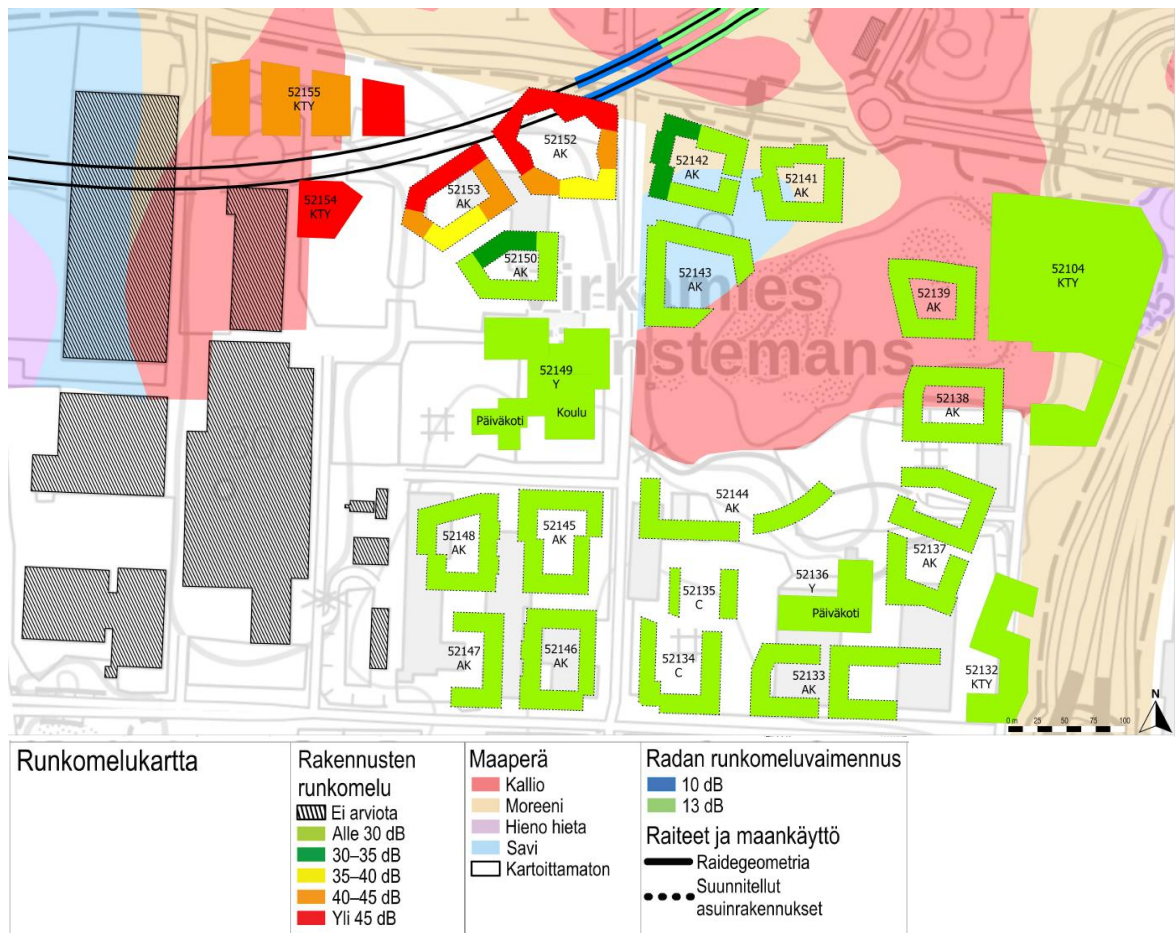 52155
KTY
52152
AK
52142
AK
52141
AK
52153
AK
52154
KTY
52150
AK
52143
AK
52104
KTY
52139
AK
Virkamies
nstemans
52149
Y
Päiväkoti
Koulu
52138
AK
52144
AK
52148
AK
52145
AK
52137
AK
52135
C
52136
Y
Päiväkoti
52147
AK
52146
AK
52134
C
52133
AK
52132
KTY
N
0 m 25 50 75 100
Runkomelukartta
Rakennusten
runkomelu
Ei arviota
Alle 30 dB
30–35 dB
35–40 dB
40–45 dB
Yli 45 dB
Maaperä
Kallio
Moreeni
Hieno hieta
Savi
Kartoittamaton
Radan runkomeluvaimennus
10 dB
13 dB
Raiteet ja maankäyttö
Raidegeometria
Suunnitellut
asuinrakennukset